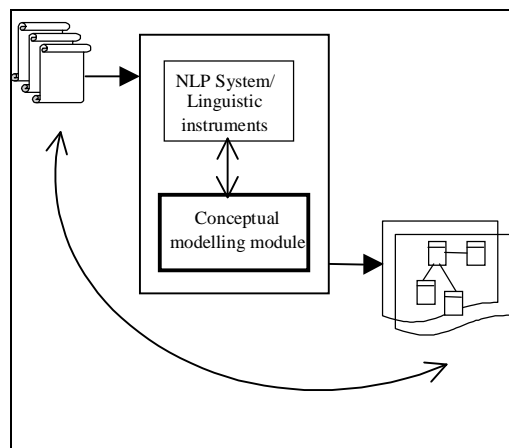 NLP System/
Linguistic
instruments
Conceptual
modelling module